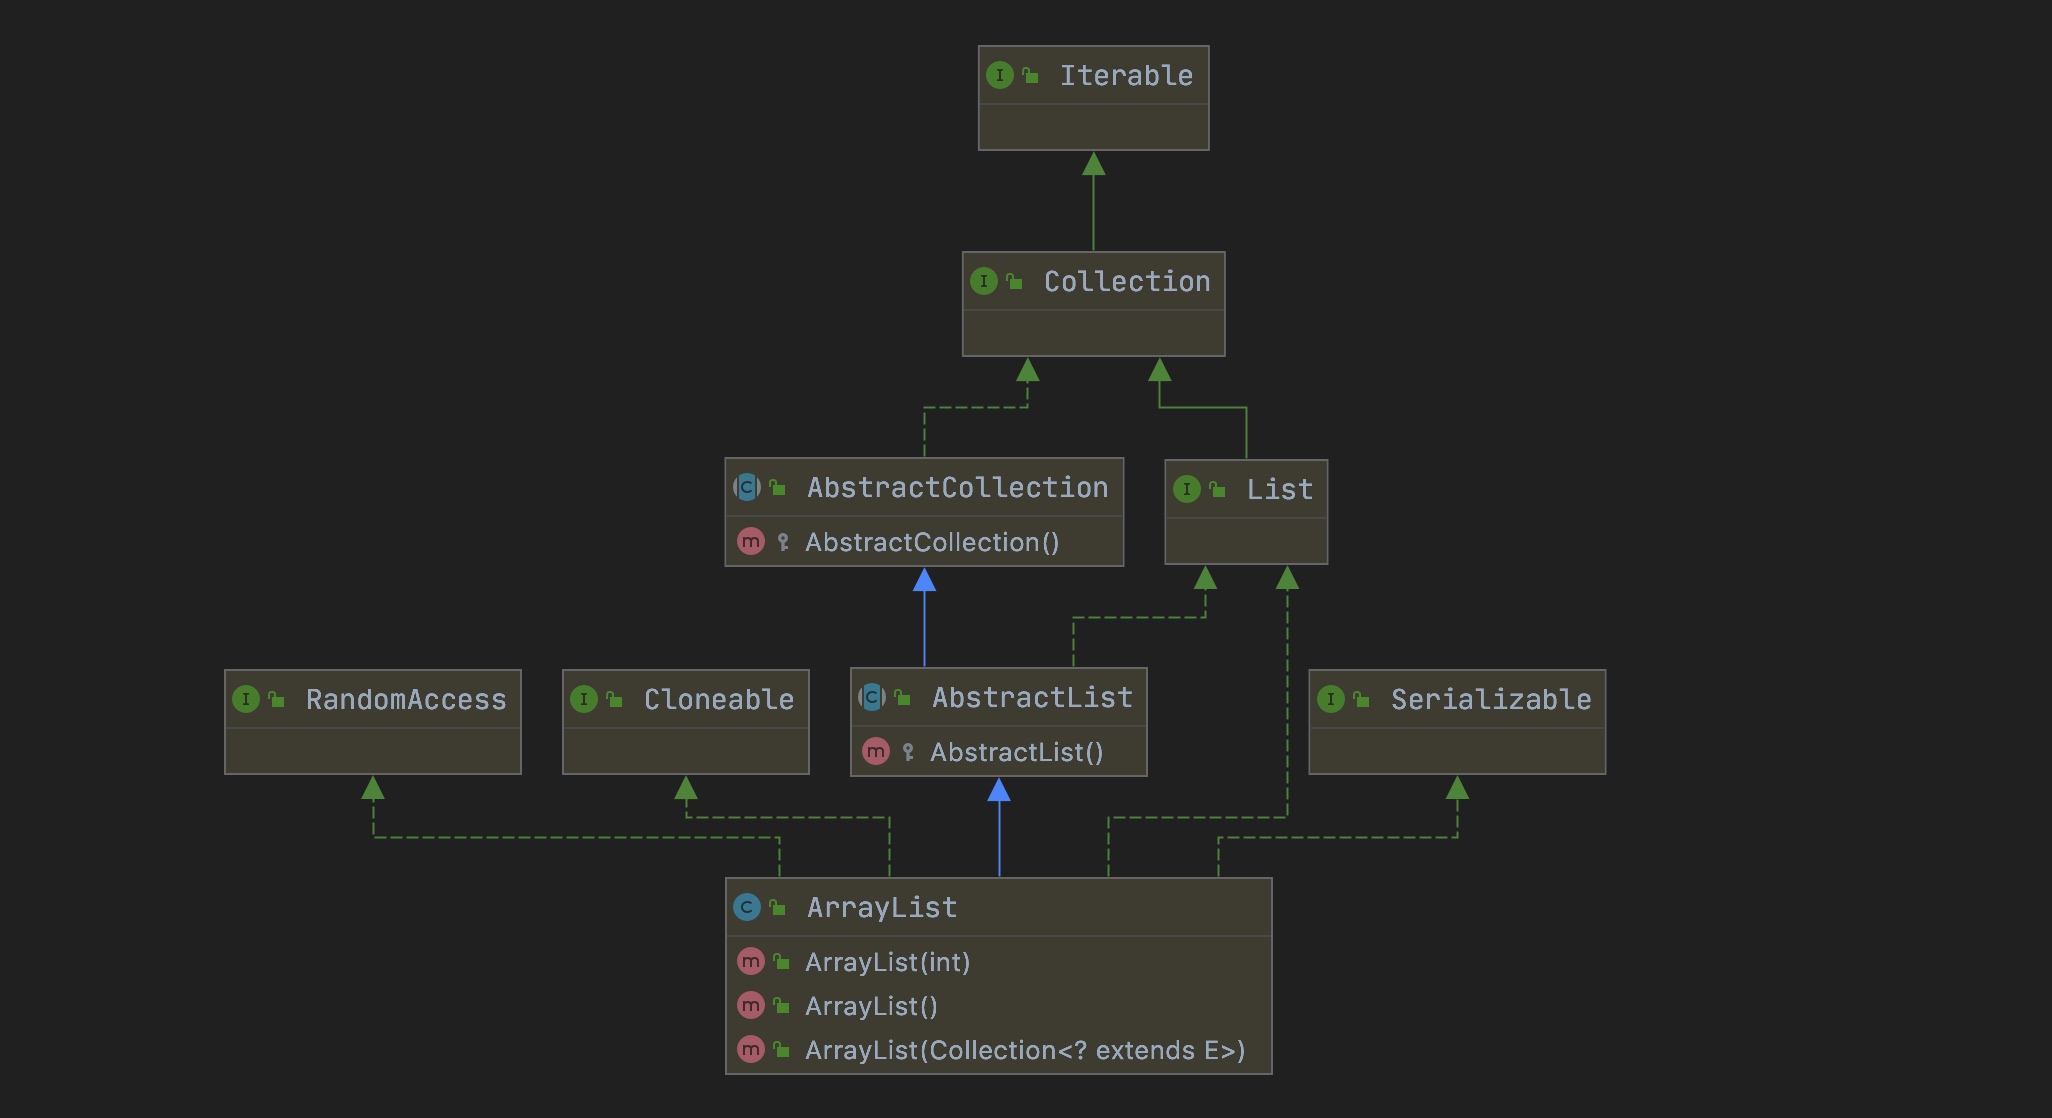 I Iterable
I Collection
C AbstractCollection
m AbstractCollection()
I List
I RandomAccess
I Cloneable
C AbstractList
m AbstractList()
I Serializable
C ArrayList
m ArrayList(int)
m ArrayList()
m ArrayList(Collection<? extends E>)